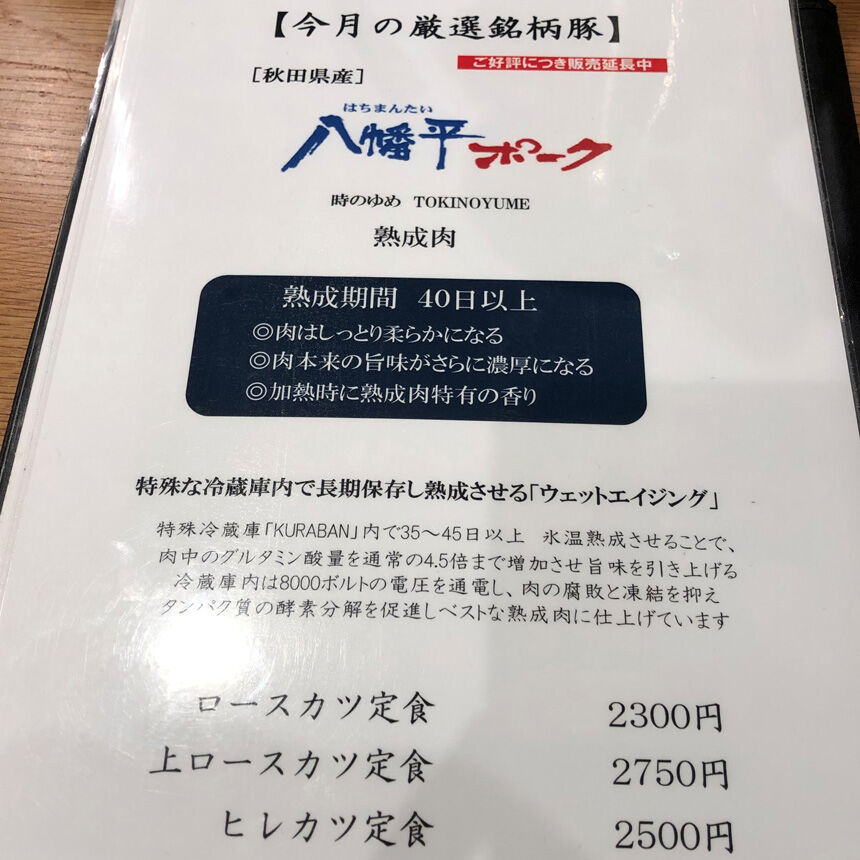 【今月の厳選銘柄豚】
ご好評につき販売延長中
［秋田県産］
はちまんたい
八幡平ポーク
時のゆめ TOKINOYUME
熟成肉
熟成期間 40日以上
◎肉はしっとり柔らかになる
◎肉本来の旨味がさらに濃厚になる
◎加熱時に熟成肉特有の香り
特殊な冷蔵庫内で長期保存し熟成させる「ウェットエイジング」
特殊冷蔵庫「KURABAN」内で35～45日以上 氷温熟成させることで、
肉中のグルタミン酸量を通常の4.5倍まで増加させ旨味を引き上げる
冷蔵庫内は8000ボルトの電圧を通電し、肉の腐敗と凍結を抑え
タンパク質の酵素分解を促進しベストな熟成肉に仕上げています
ロースカツ定食 2300円
上ロースカツ定食 2750円
ヒレカツ定食 2500円